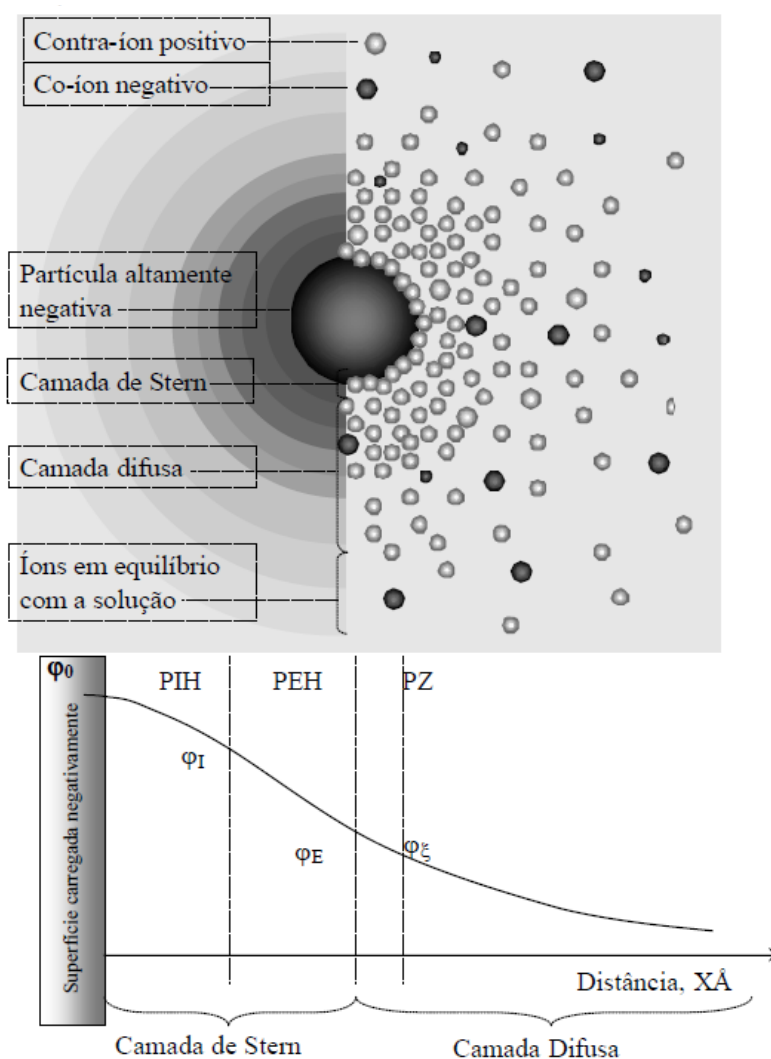 Contra-íon positivo
Co-íon negativo
Partícula altamente
negativa
Camada de Stern
Camada difusa
Íons em equilíbrio
com a solução
φ₀
PIH
PEH
PZ
Superfície carregada negativamente
φI
φE
φξ
Distância, XÅ
Camada de Stern
Camada Difusa